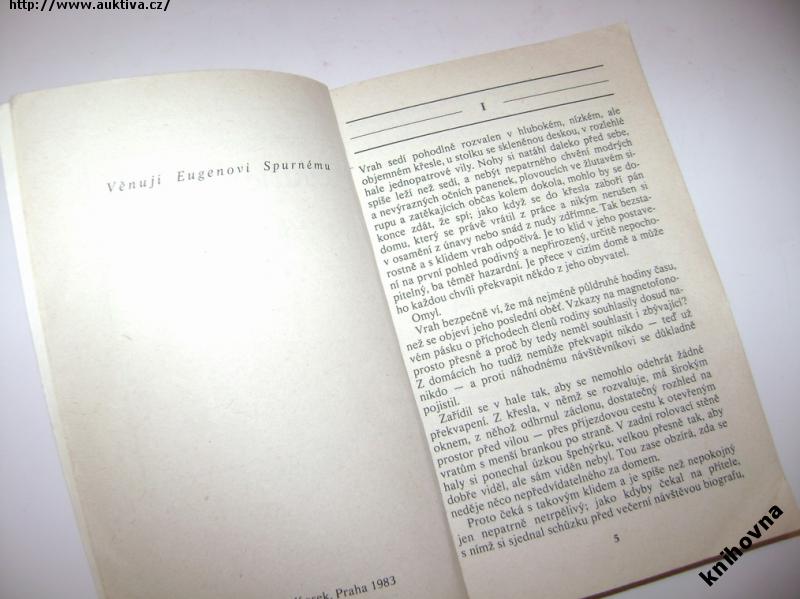 http://www.auktiva.cz/
Věnuji Eugenovi Spurnému
Praha 1983
I
Vrah sedí pohodlně rozvalen v hlubokém, nízkém, ale
objemném křesle, u stolku se skleněnou deskou, v rozlehlé
hale jednopatrové vily. Nohy si natáhl daleko před sebe,
spíše leží než sedí, a nebýt nepatrného chvění modrých
a nevýrazných očních panenek, plovoucích ve žlutavém si-
rupu a zatěkajících občas kolem dokola, mohlo by se do-
konce zdát, že spí; jako když se do křesla zaboří pán
domu, který se právě vrátil z práce a nikým nerušen si
v osamění z únavy nebo snad z nudy zdřímne. Tak bezsta-
rostně a s klidem vrah odpočívá. Je to klid v jeho postave-
ní na první pohled podivný a nepřirozený, určitě nepocho-
pitelný, ba téměř hazardní. Je přece v cizím domě a může
ho každou chvíli překvapit někdo z jeho obyvatel.
Omyl.
Vrah bezpečně ví, že má nejméně půldruhé hodiny času,
než se objeví jeho poslední oběť. Vzkazy na magnetofono-
vém pásku o příchodech členů rodiny souhlasily dosud na-
prosto přesně a proč by tedy neměl souhlasit i zbývající?
Z domácích ho tudíž nemůže překvapit nikdo — teď už
nikdo — a proti náhodnému návštěvníkovi se důkladně
pojistil.
Zařídil se v hale tak, aby se nemohlo odehrát žádné
překvapení. Z křesla, v němž se rozvaluje, má širokým
oknem, z něhož odhrnul záclonu, dostatečný rozhled na
prostor před vilou — přes příjezdovou cestu k otevřeným
vratům s menší brankou po straně. V zadní rolovací stěně
haly si ponechal úzkou špehýrku, velkou přesně tak, aby
dobře viděl, ale sám viděn nebyl. Tou zase obzírá, zda se
neděje něco nepředvídatelného za domem.
Proto čeká s takovým klidem a je spíše než nepokojný
jen nepatrně netrpělivý; jako kdyby čekal na přítele,
s nímž si sjednal schůzku před večerní návštěvou biografu,
5
knihovna